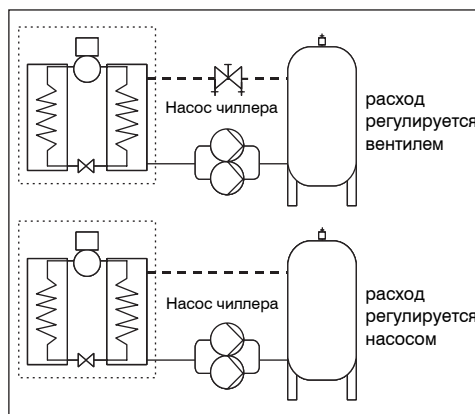 Насос чиллера
расход
регулируется
вентилем
Насос чиллера
расход
регулируется
насосом